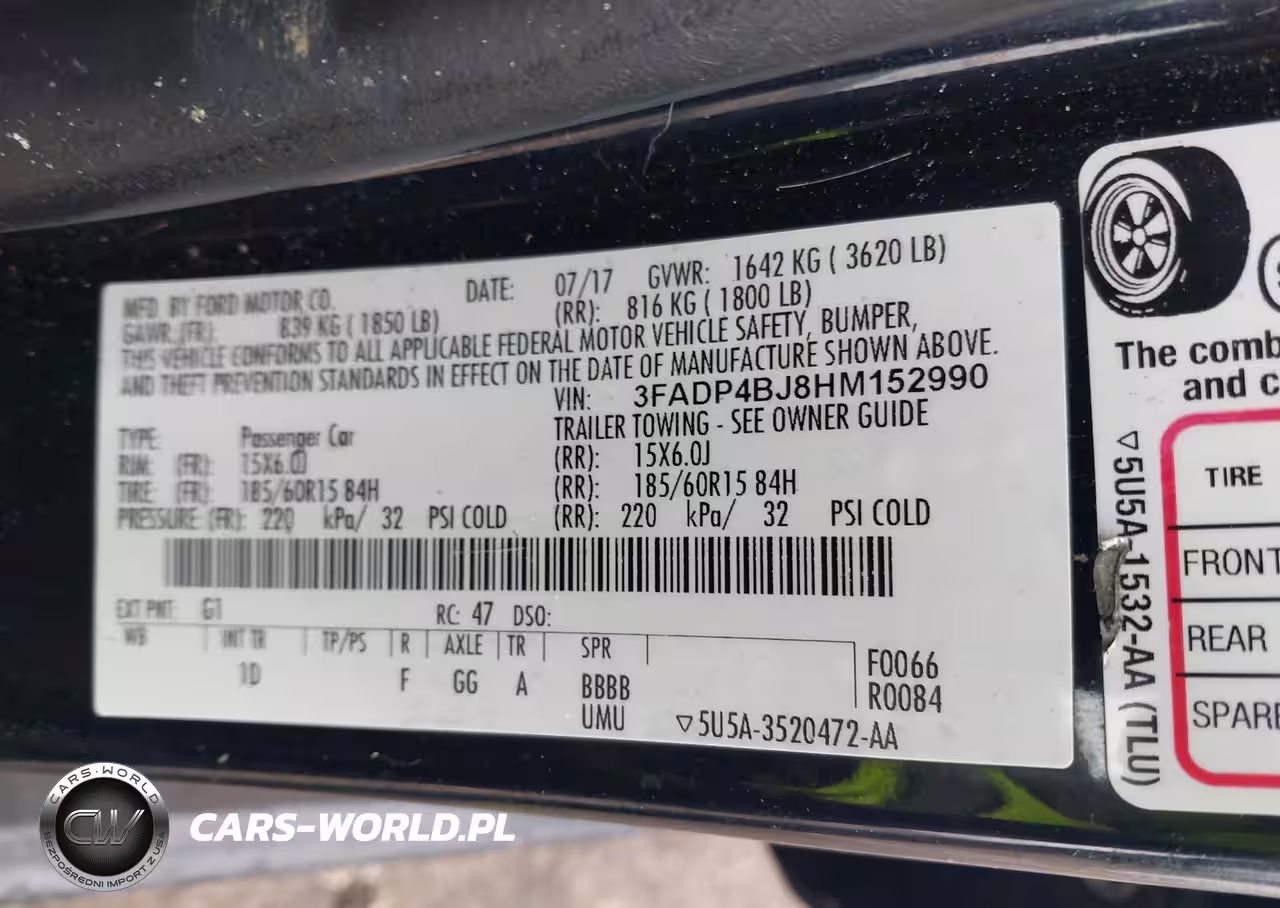 MFD. BY FORD MOTOR CO. DATE: 07/17 GVWR: 1642 KG ( 3620 LB)
GAWR: (FR): 839 KG ( 1850 LB) (RR): 816 KG ( 1800 LB)
THIS VEHICLE CONFORMS TO ALL APPLICABLE FEDERAL MOTOR VEHICLE SAFETY, BUMPER,
AND THEFT PREVENTION STANDARDS IN EFFECT ON THE DATE OF MANUFACTURE SHOWN ABOVE.
VIN: 3FADP4BJ8HM152990
TYPE: Passenger Car TRAILER TOWING - SEE OWNER GUIDE
RIM: (FR): 15X6.0J (RR): 15X6.0J
TIRE: (FR): 185/60R15 84H (RR): 185/60R15 84H
PRESSURE (FR): 220 kPa/ 32 PSI COLD (RR): 220 kPa/ 32 PSI COLD
EXT PNT: G1 RC: 47 DSO:
WB INT TR TP/PS R AXLE TR SPR
1D F GG A BBBB
UMU
F0066
R0084
▽5U5A-3520472-AA
The comb
and c
▽5U5A-1532-AA (TLU)
TIRE
FRONT
REAR
SPARE
CARS-WORLD
CW
BEZPOŚREDNI IMPORT Z USA
CARS-WORLD.PL